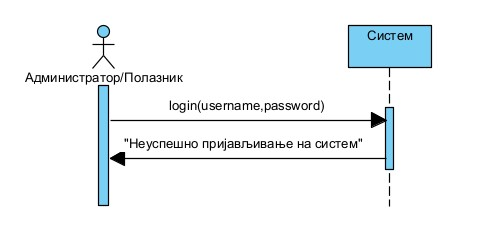 Систем
Администратор/Полазник
login(username,password)
"Неуспешно пријављивање на систем"